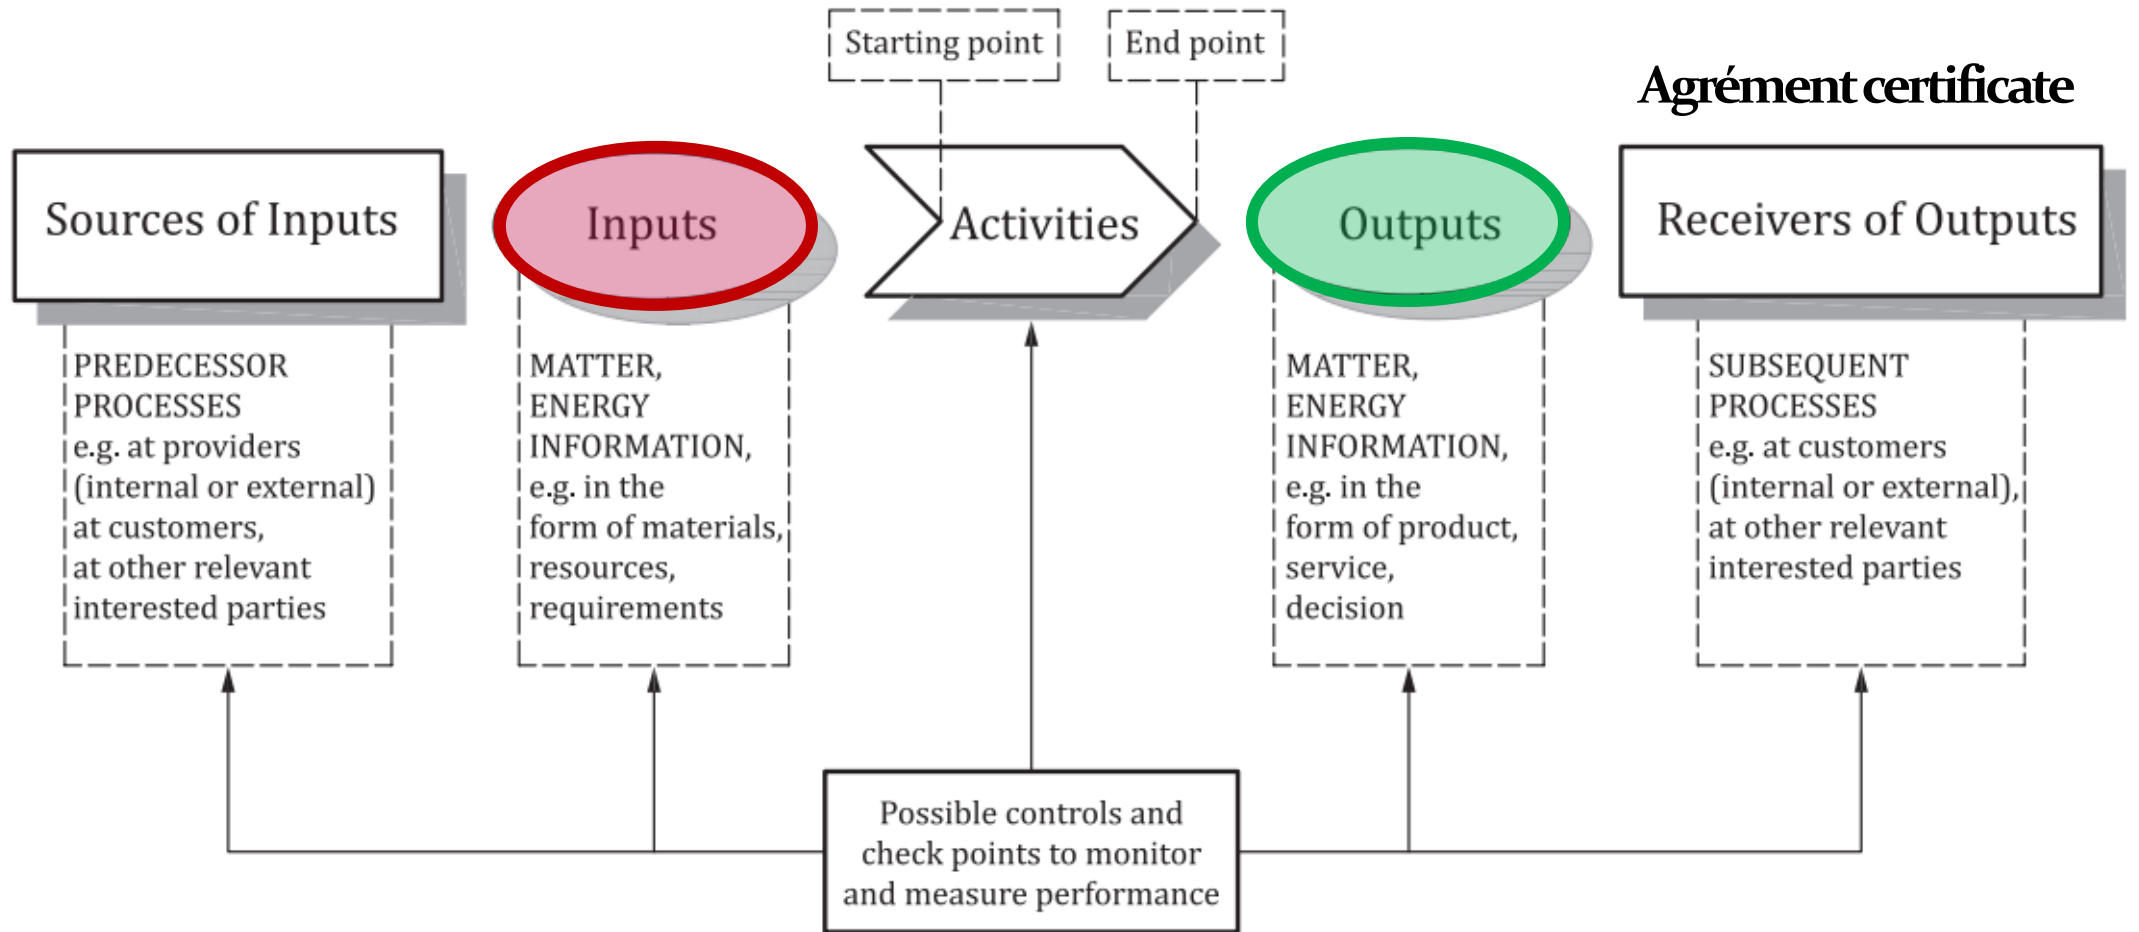 Starting point
End point
Agrément certificate
Sources of Inputs
Inputs
Activities
Outputs
Receivers of Outputs
PREDECESSOR
PROCESSES
e.g. at providers
(internal or external)
at customers,
at other relevant
interested parties
MATTER,
ENERGY
INFORMATION,
e.g. in the
form of materials,
resources,
requirements
MATTER,
ENERGY
INFORMATION,
e.g. in the
form of product,
service,
decision
SUBSEQUENT
PROCESSES
e.g. at customers
(internal or external),
at other relevant
interested parties
Possible controls and
check points to monitor
and measure performance